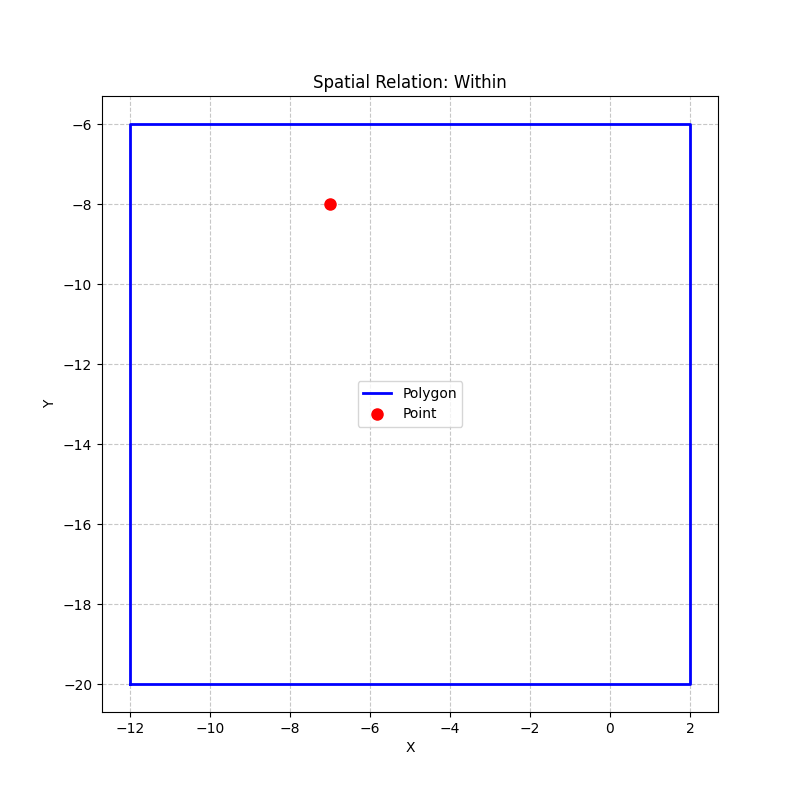 Spatial Relation: Within
Y
−6
−8
−10
−12
−14
−16
−18
−20
Polygon
Point
−12 −10 −8 −6 −4 −2 0 2
X